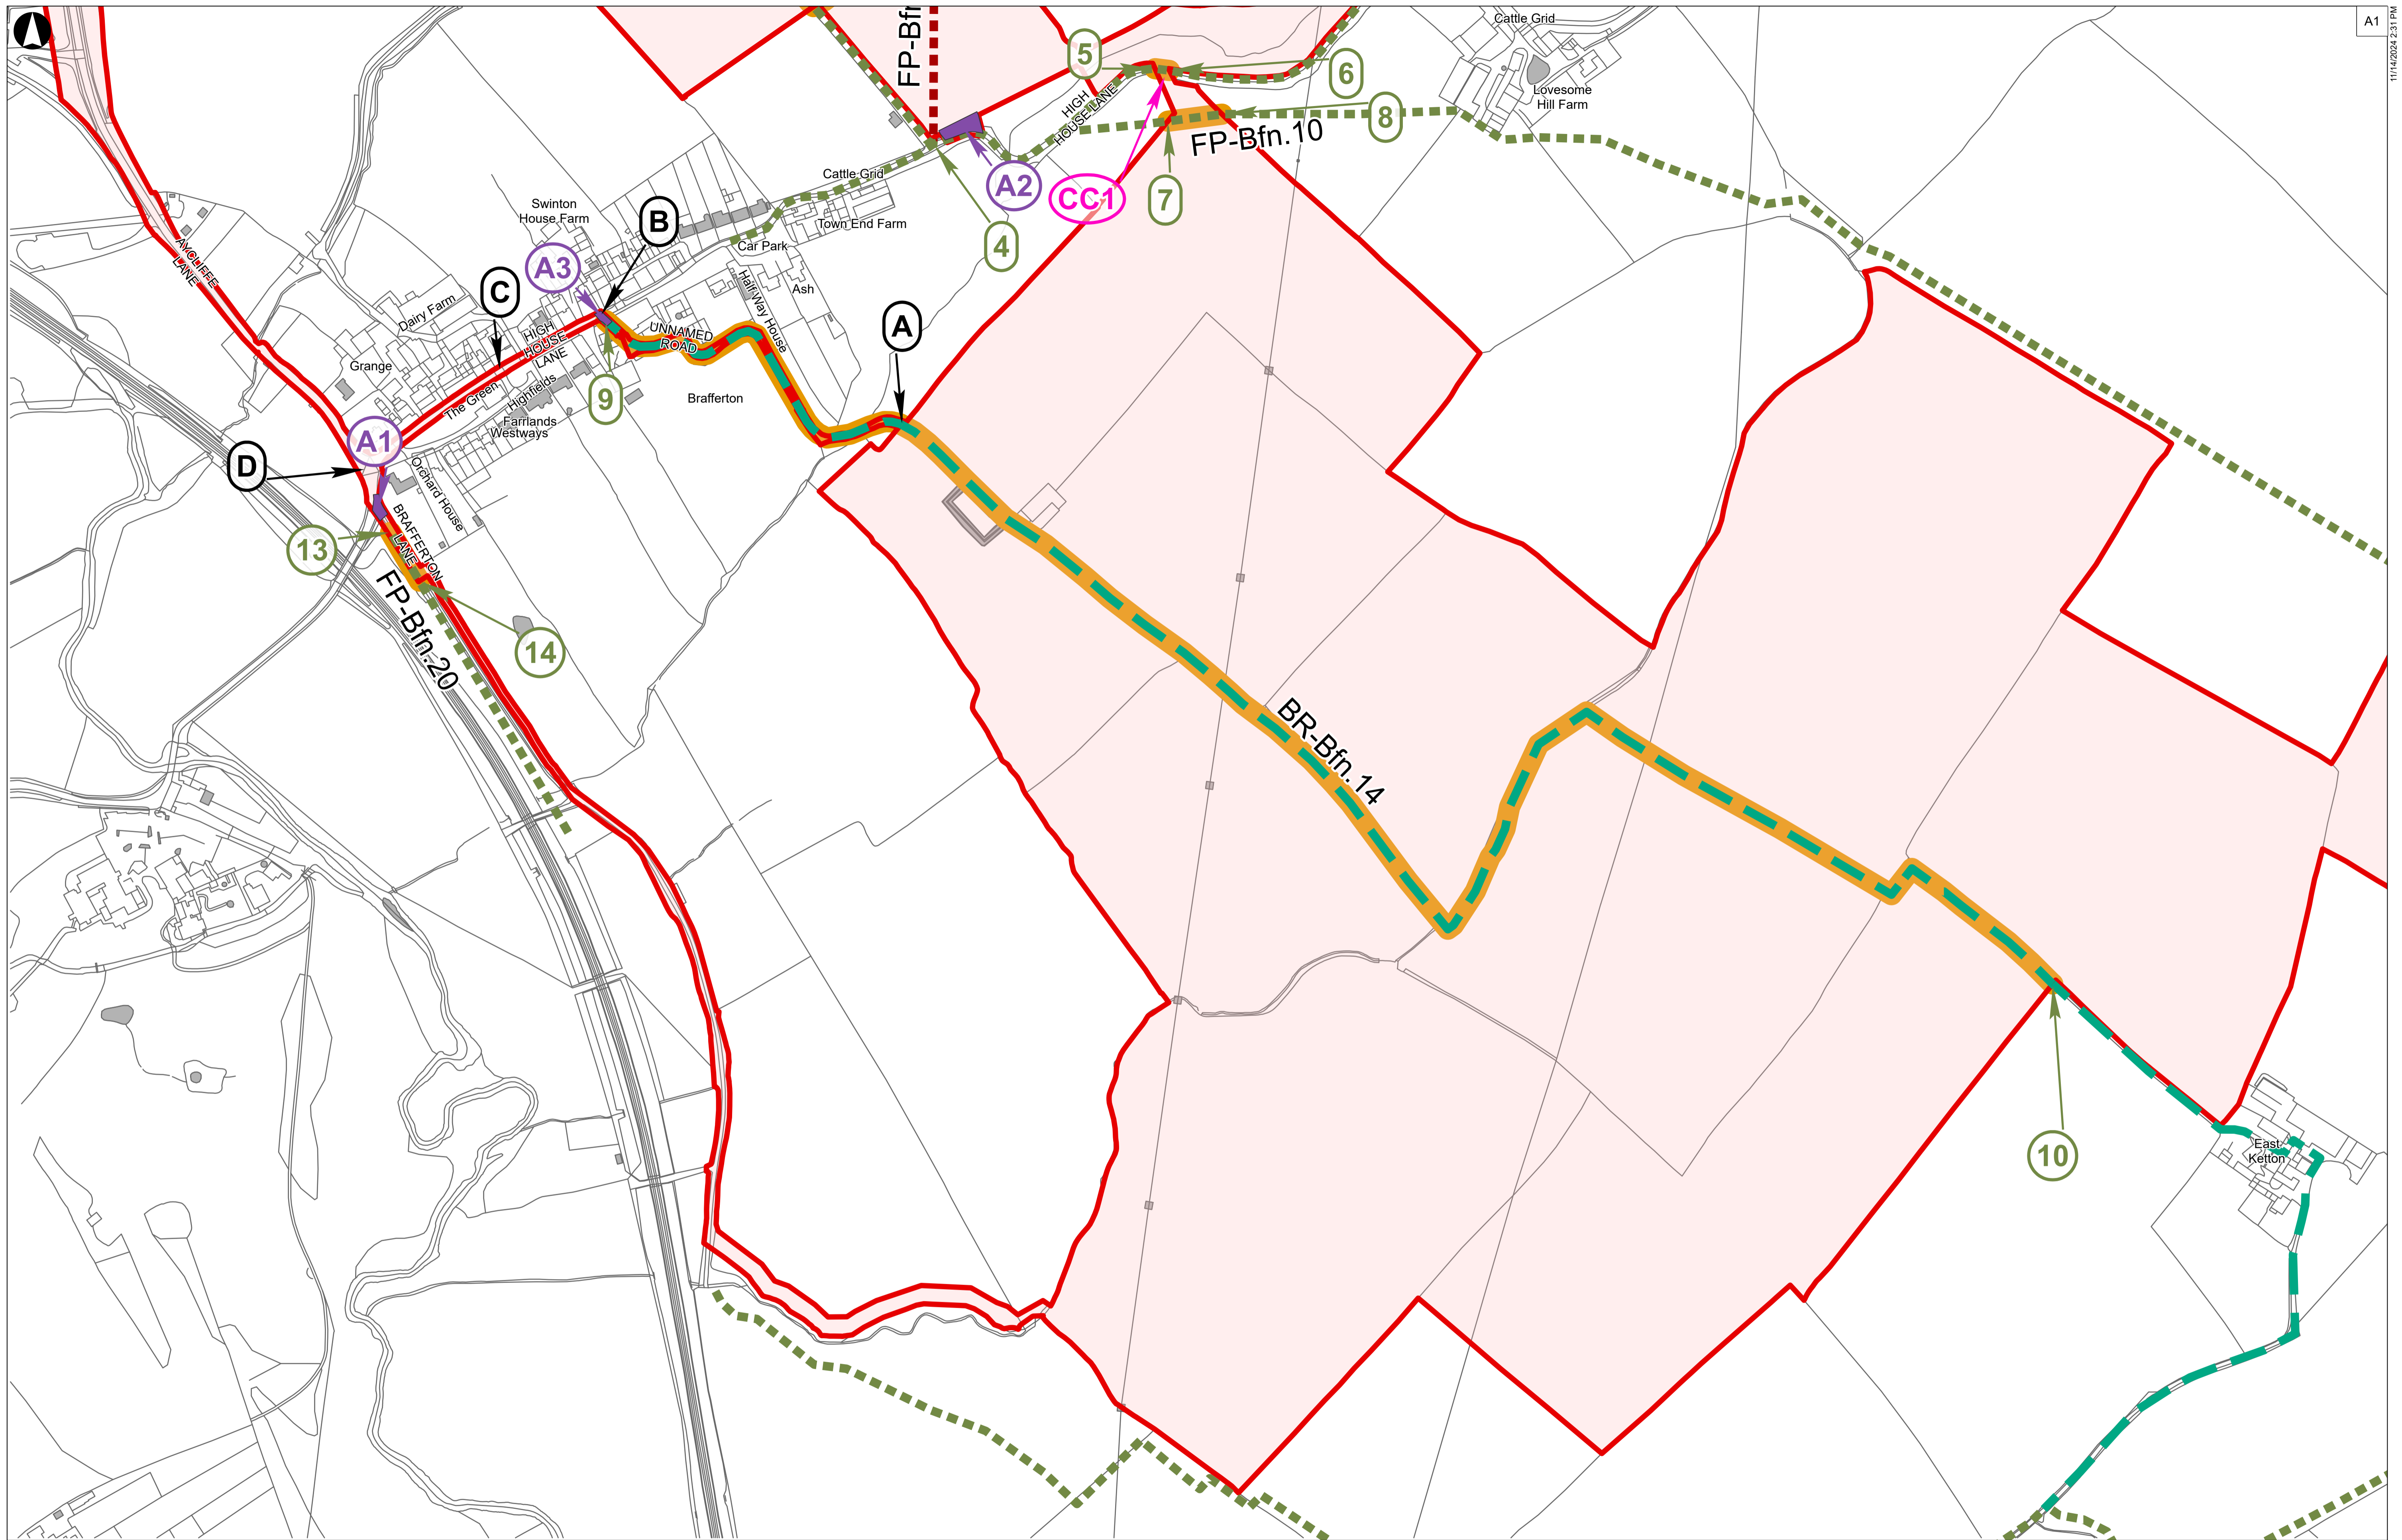 A1
11/14/2024 2:31 PM
Cattle Grid
FP-Bfn
5
6
HIGH
HOUSE LANE
Lovesome
Hill Farm
8
FP-Bfn.10
Cattle Grid
A2
CC1
7
Swinton
House Farm
B
Town End Farm
4
Car Park
AYCLIFFE
LANE
A3
C
Half Way House
Ash
Dairy Farm
HIGH
HOUSE
LANE
UNNAMED
ROAD
A
Grange
The Green
Highfields
9
Brafferton
Farrlands
Westways
A1
D
Orchard House
BRAFFERTON
LANE
13
FP-Bfn.20
14
BR-Bfn.14
East
Ketton
10